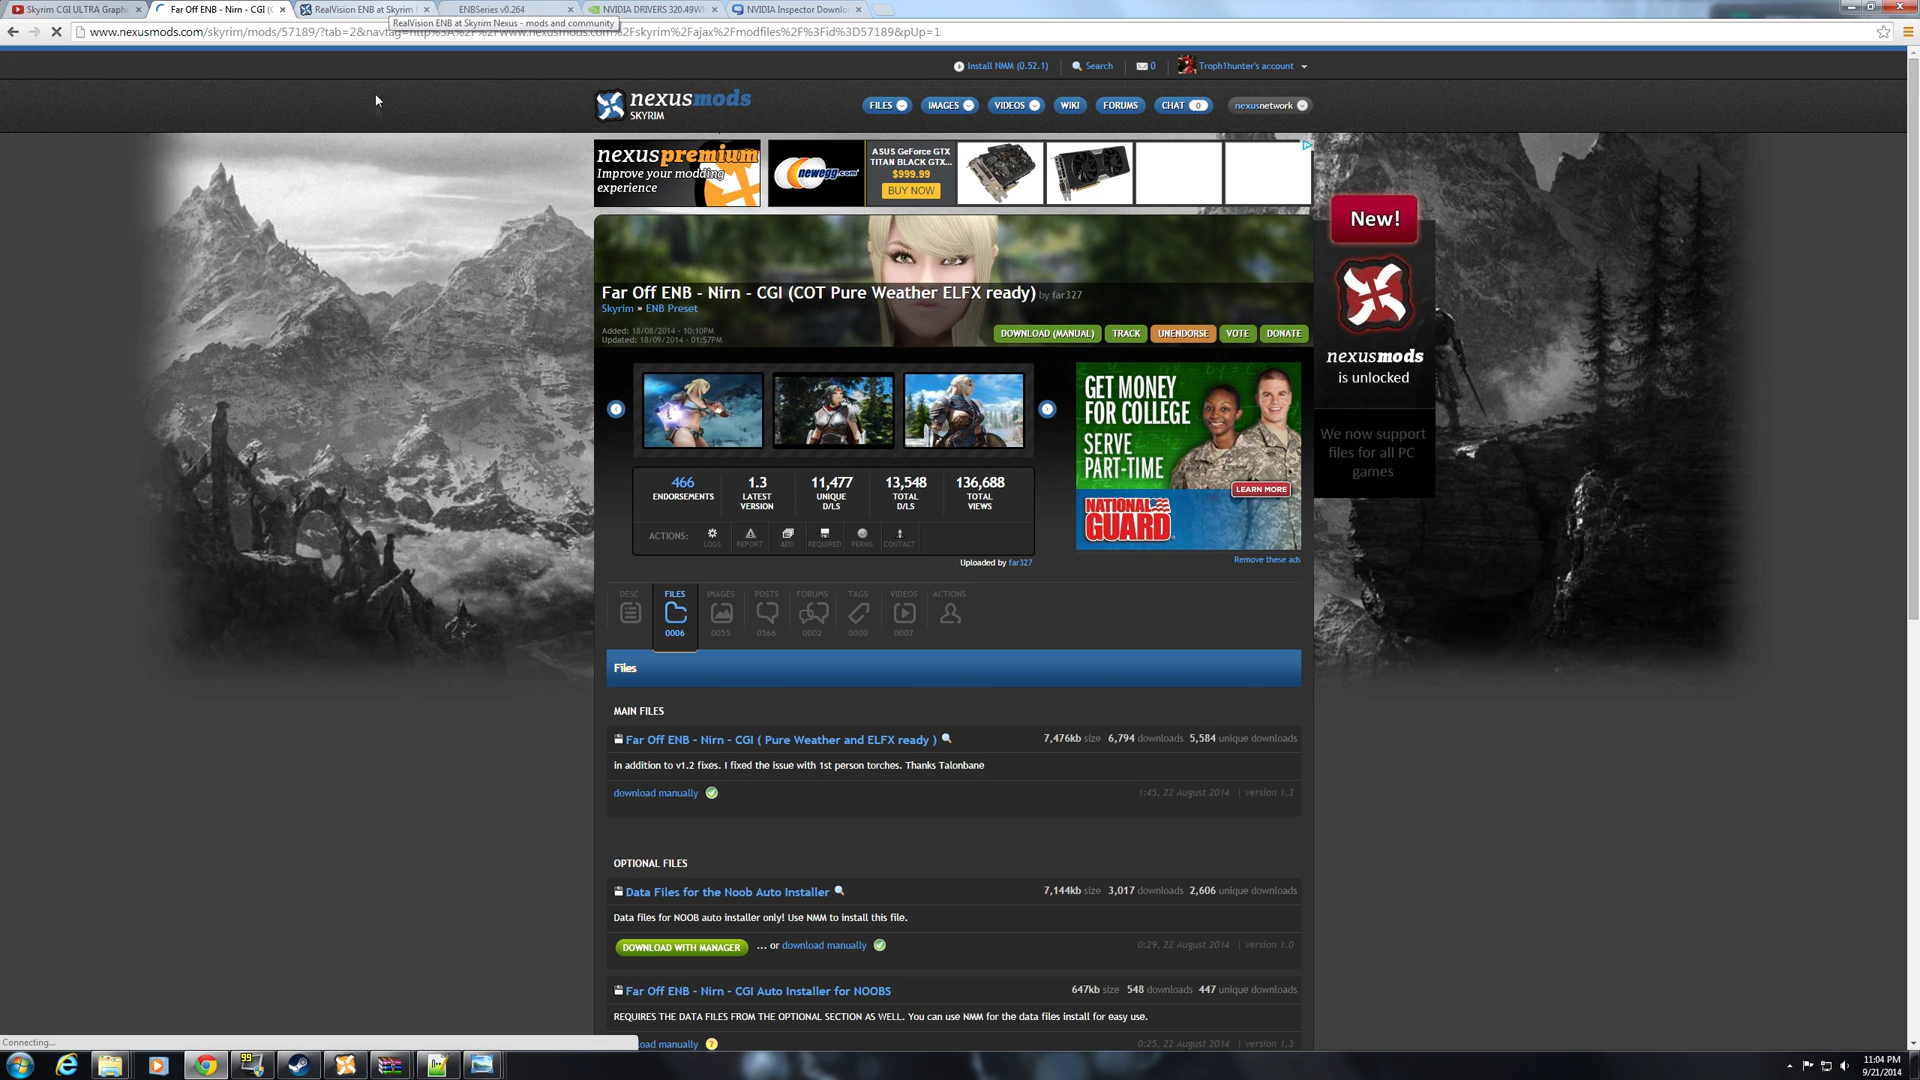 Skyrim CGI ULTRA Graphi
Far Off ENB - Nirn - CGI (C
RealVision ENB at Skyrim
ENBSeries v0.264
NVIDIA DRIVERS 320.49WH
NVIDIA Inspector Downlo
RealVision ENB at Skyrim Nexus - mods and community
www.nexusmods.com/skyrim/mods/57189/?tab=2&navtag=http%3A%2F%2Fwww.nexusmods.com%2Fskyrim%2Fajax%2Fmodfiles%2F%3Fid%3D57189&pUp=1
Install NMM (0.52.1)
Search
0
Troph1hunter's account
nexusmods
SKYRIM
FILES
IMAGES
VIDEOS
WIKI
FORUMS
CHAT 0
nexusnetwork
nexuspremium
Improve your modding
experience
newegg.com
ASUS GeForce GTX
TITAN BLACK GTX...
$999.99
BUY NOW
New!
nexusmods
is unlocked
We now support
files for all PC
games
Far Off ENB - Nirn - CGI (COT Pure Weather ELFX ready) by far327
Skyrim » ENB Preset
Added: 18/08/2014 - 10:10PM
Updated: 18/09/2014 - 01:57PM
DOWNLOAD (MANUAL)
TRACK
UNENDORSE
VOTE
DONATE
GET MONEY
FOR COLLEGE
SERVE
PART-TIME
LEARN MORE
NATIONAL
GUARD
Remove these ads
466 1.3 11,477 13,548 136,688
ENDORSEMENTS LATEST UNIQUE TOTAL TOTAL
VERSION D/LS D/LS VIEWS
ACTIONS: LOGS REPORT ADD REQUIRED PERMS CONTACT
Uploaded by far327
DESC FILES IMAGES POSTS FORUMS TAGS VIDEOS ACTIONS
0006 0055 0566 0002 0000 0007
Files
MAIN FILES
Far Off ENB - Nirn - CGI ( Pure Weather and ELFX ready )
7,476kb size 6,794 downloads 5,584 unique downloads
in addition to v1.2 fixes. I fixed the issue with 1st person torches. Thanks Talonbane
download manually
1:45, 22 August 2014 | version 1.3
OPTIONAL FILES
Data Files for the Noob Auto Installer
7,144kb size 3,017 downloads 2,606 unique downloads
Data files for NOOB auto installer only! Use NMM to install this file.
DOWNLOAD WITH MANAGER ... or download manually
0:29, 22 August 2014 | version 1.0
Far Off ENB - Nirn - CGI Auto Installer for NOOBS
647kb size 548 downloads 447 unique downloads
REQUIRES THE DATA FILES FROM THE OPTIONAL SECTION AS WELL. You can use NMM for the data files install for easy use.
load manually
0:25, 22 August 2014 | version 1.3
Connecting...
99
11:04 PM
9/21/2014